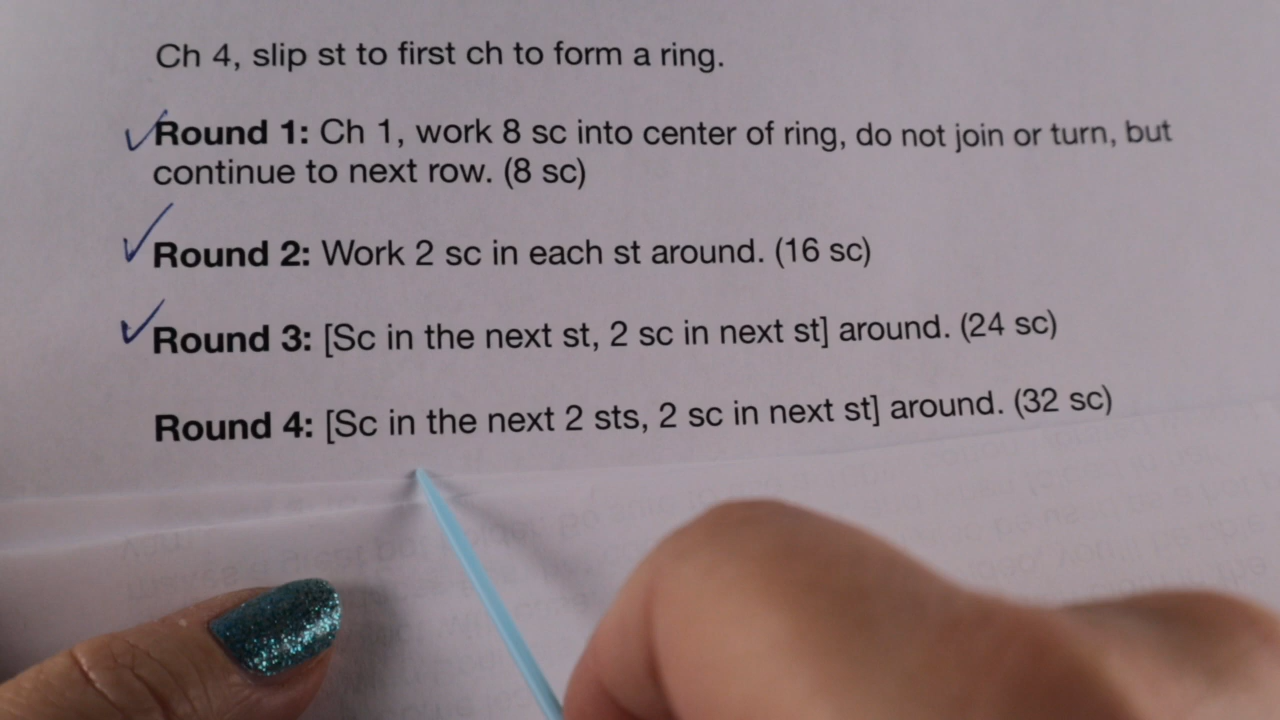 Ch 4, slip st to first ch to form a ring.
Round 1: Ch 1, work 8 sc into center of ring, do not join or turn, but
continue to next row. (8 sc)
Round 2: Work 2 sc in each st around. (16 sc)
Round 3: [Sc in the next st, 2 sc in next st] around. (24 sc)
Round 4: [Sc in the next 2 sts, 2 sc in next st] around. (32 sc)